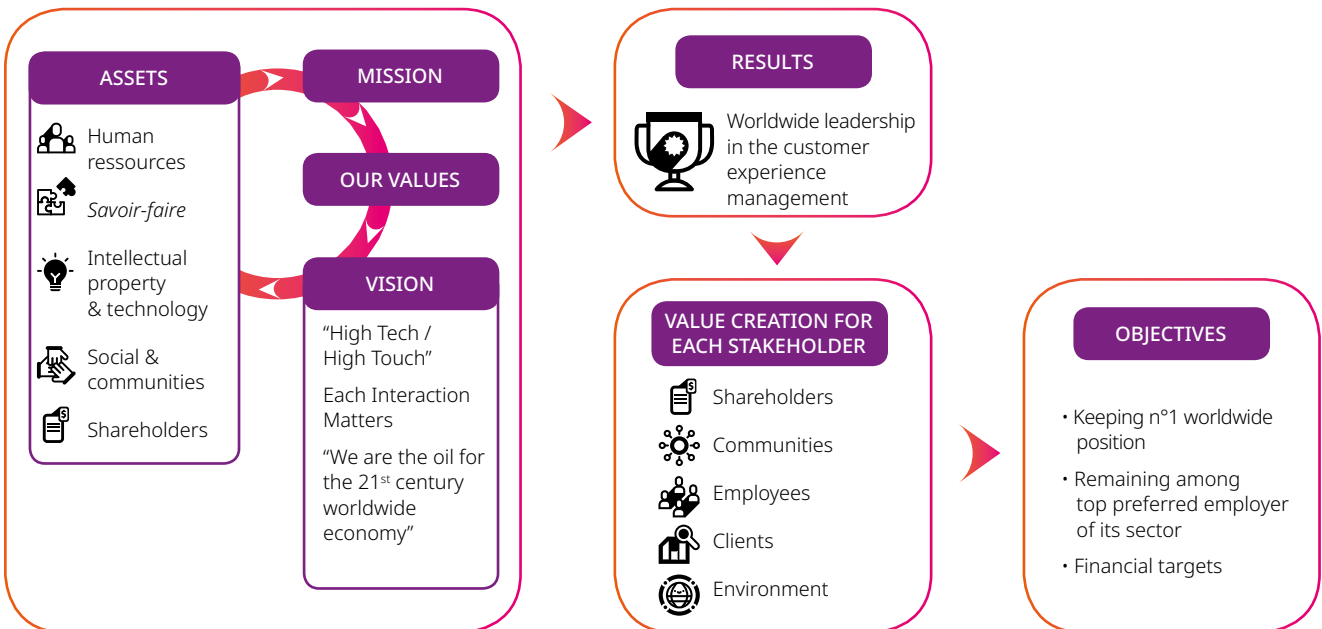 ASSETS
Human
ressources
Savoir-faire
Intellectual
property
& technology
Social &
communities
Shareholders
MISSION
OUR VALUES
VISION
“High Tech /
High Touch”
Each Interaction
Matters
“We are the oil for
the 21st century
worldwide
economy”
RESULTS
Worldwide leadership
in the customer
experience
management
VALUE CREATION FOR
EACH STAKEHOLDER
Shareholders
Communities
Employees
Clients
Environment
OBJECTIVES
• Keeping n°1 worldwide
position
• Remaining among
top preferred employer
of its sector
• Financial targets